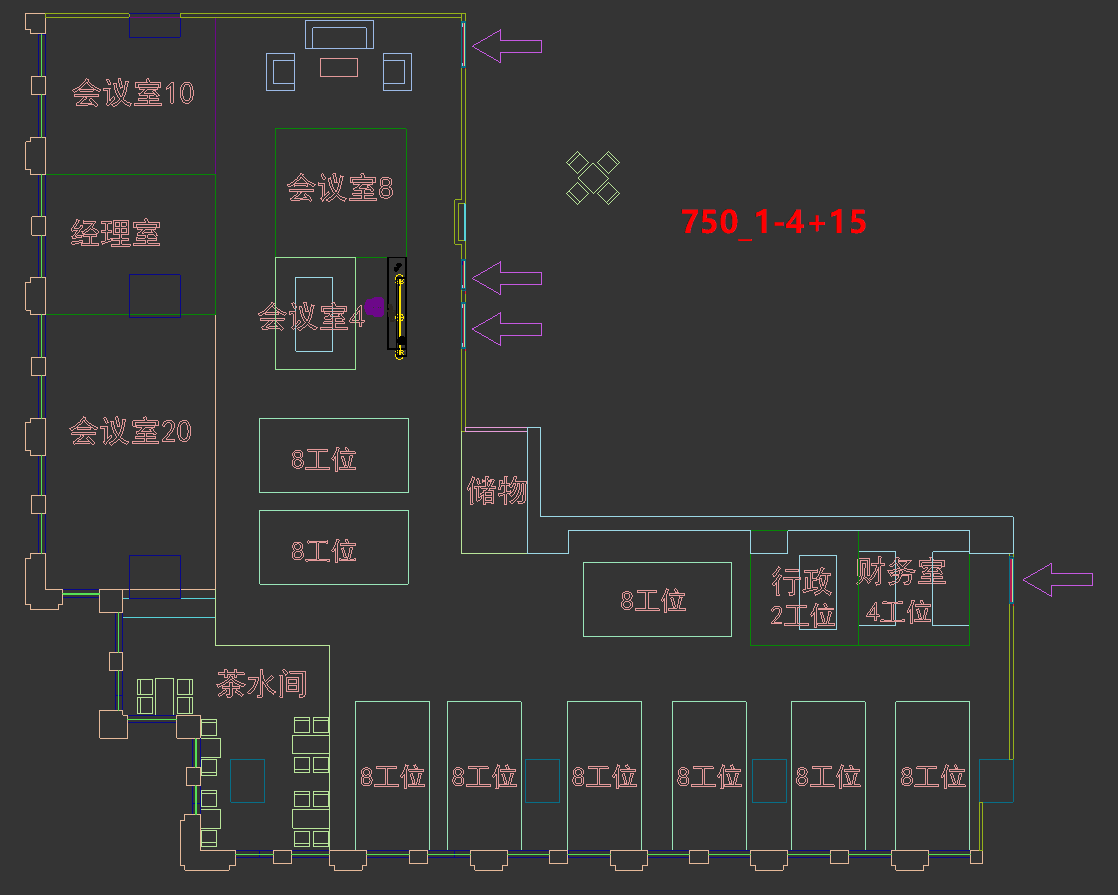 会议室10
会议室8
750_1-4+15
经理室
会议室4
会议室20
8工位
储物
8工位
行政
2工位
财务室
4工位
8工位
茶水间
8工位
8工位
8工位
8工位
8工位
8工位